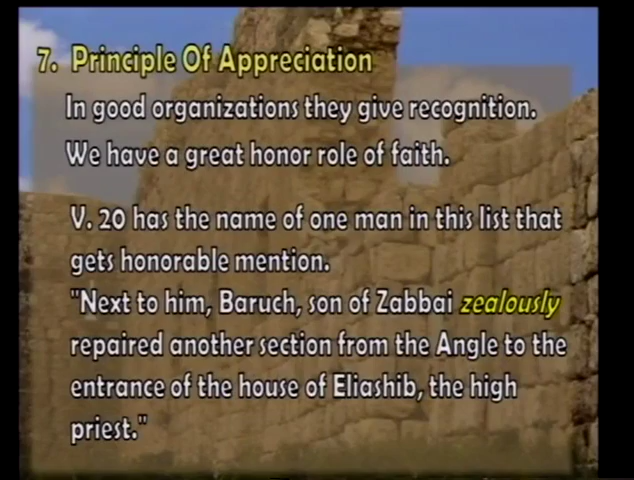 7. Principle Of Appreciation
In good organizations they give recognition.
We have a great honor role of faith.
V. 20 has the name of one man in this list that
gets honorable mention.
"Next to him, Baruch, son of Zabbai zealously
repaired another section from the Angle to the
entrance of the house of Eliashib, the high
priest."